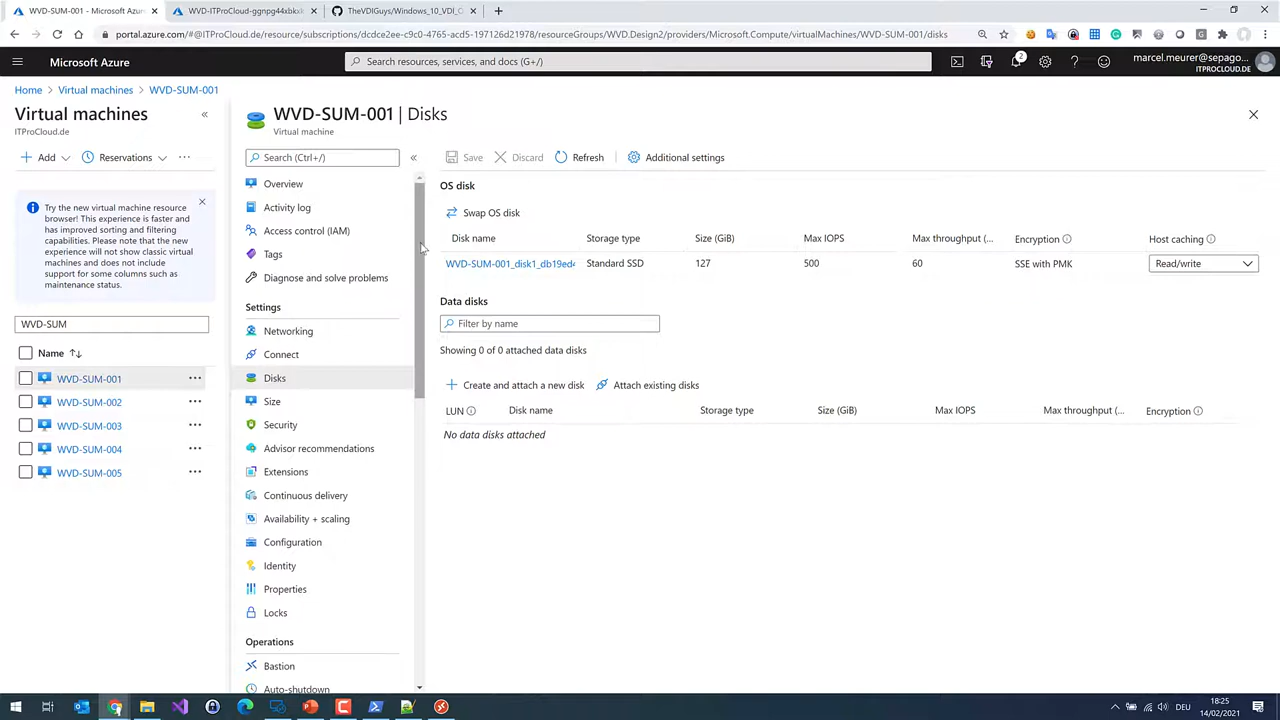 WVD-SUM-001 - Microsoft Azure
WVD-ITProCloud-ggnpg44xbkxk
TheVDIGuys/Windows_10_VDI_O
portal.azure.com/#@ITProCloud.de/resource/subscriptions/dcdce2ee-c9c0-4765-acd5-197126d21978/resourceGroups/WVD.Design2/providers/Microsoft.Compute/virtualMachines/WVD-SUM-001/disks
Microsoft Azure
Search resources, services, and docs (G+/)
2
marcel.meurer@sepago...
ITPROCLOUD.DE
Home > Virtual machines > WVD-SUM-001
Virtual machines
ITProCloud.de
Add
Reservations
Try the new virtual machine resource
browser! This experience is faster and
has improved sorting and filtering
capabilities. Please note that the new
experience will not show classic virtual
machines and does not include
support for some columns such as
maintenance status.
WVD-SUM
Name
WVD-SUM-001
WVD-SUM-002
WVD-SUM-003
WVD-SUM-004
WVD-SUM-005
WVD-SUM-001 | Disks
Virtual machine
Search (Ctrl+/)
Overview
Activity log
Access control (IAM)
Tags
Diagnose and solve problems
Settings
Networking
Connect
Disks
Size
Security
Advisor recommendations
Extensions
Continuous delivery
Availability + scaling
Configuration
Identity
Properties
Locks
Operations
Bastion
Auto-shutdown
Save
Discard
Refresh
Additional settings
OS disk
Swap OS disk
Disk name Storage type Size (GiB) Max IOPS Max throughput (... Encryption Host caching
WVD-SUM-001_disk1_db19ed4 Standard SSD 127 500 60 SSE with PMK Read/write
Data disks
Filter by name
Showing 0 of 0 attached data disks
Create and attach a new disk
Attach existing disks
LUN Disk name Storage type Size (GiB) Max IOPS Max throughput (... Encryption
No data disks attached
DEU
18:25
14/02/2021